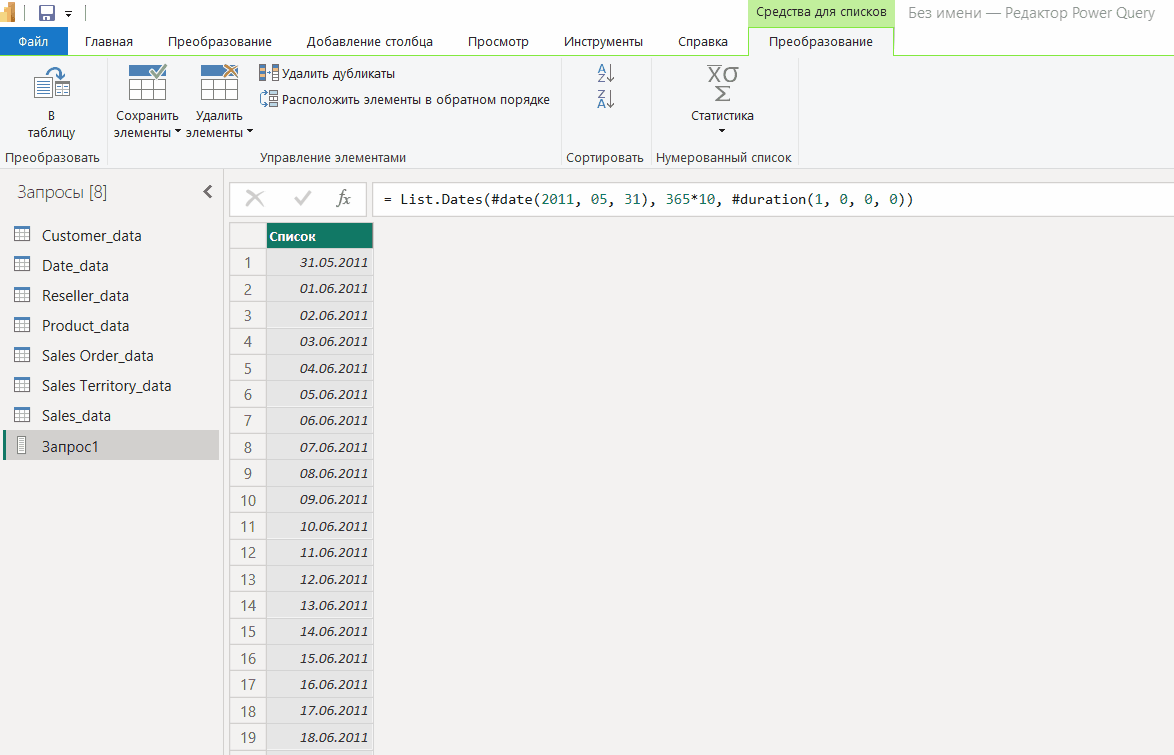 Средства для списков
Без имени — Редактор Power Query
Файл
Главная
Преобразование
Добавление столбца
Просмотр
Инструменты
Справка
Преобразование
В
таблицу
Преобразовать
Сохранить
элементы
Удалить
элементы
Удалить дубликаты
Расположить элементы в обратном порядке
Управление элементами
A
Z
Z
A
Сортировать
X̅σ
Σ
Статистика
Нумерованный список
Запросы [8]
Customer_data
Date_data
Reseller_data
Product_data
Sales Order_data
Sales Territory_data
Sales_data
Запрос1
fx
= List.Dates(#date(2011, 05, 31), 365*10, #duration(1, 0, 0, 0))
Список
1 31.05.2011
2 01.06.2011
3 02.06.2011
4 03.06.2011
5 04.06.2011
6 05.06.2011
7 06.06.2011
8 07.06.2011
9 08.06.2011
10 09.06.2011
11 10.06.2011
12 11.06.2011
13 12.06.2011
14 13.06.2011
15 14.06.2011
16 15.06.2011
17 16.06.2011
18 17.06.2011
19 18.06.2011